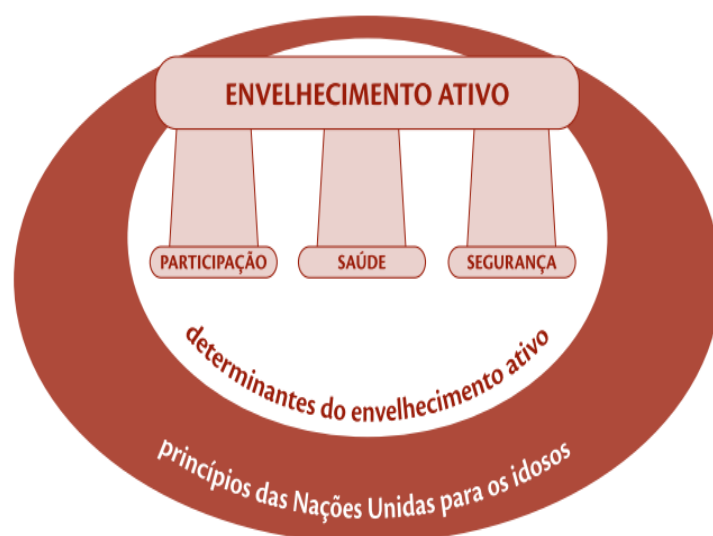 ENVELHECIMENTO ATIVO
PARTICIPAÇÃO
SAÚDE
SEGURANÇA
determinantes do envelhecimento ativo
princípios das Nações Unidas para os idosos